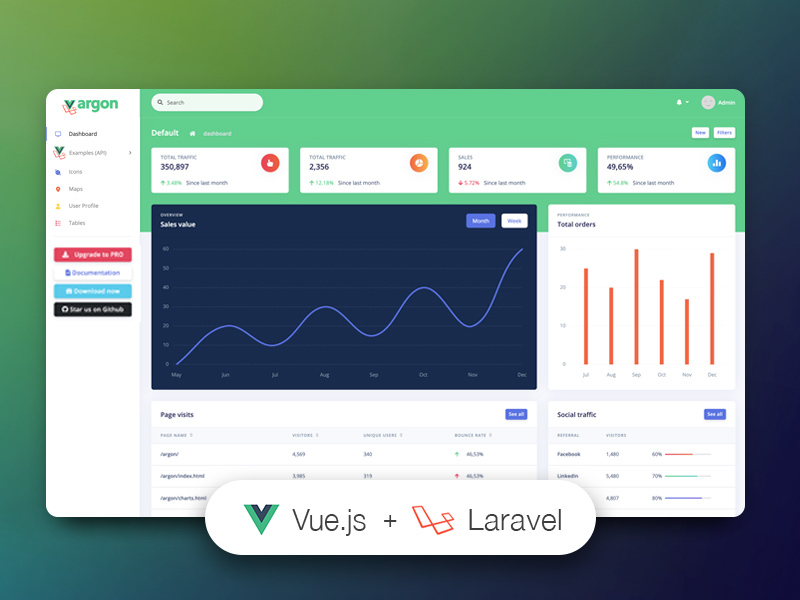 argon
Search
Admin
Dashboard
Examples (API)
Icons
Maps
User Profile
Tables
Upgrade to PRO
Documentation
Download now
Star us on Github
Default
dashboard
New
Filters
TOTAL TRAFFIC
350,897
3.48% Since last month
TOTAL TRAFFIC
2,356
12.18% Since last month
SALES
924
5.72% Since last month
PERFORMANCE
49,65%
54.8% Since last month
OVERVIEW
Sales value
Month
Week
60
50
40
30
20
10
0
May Jun Jul Aug Sep Oct Nov Dec
PERFORMANCE
Total orders
30
20
10
0
Jul Aug Sep Oct Nov Dec
Page visits
See all
PAGE NAME VISITORS UNIQUE USERS BOUNCE RATE
/argon/ 4,569 340 46,53%
/argon/index.html 3,985 319 46,53%
/argon/charts.html
Social traffic
See all
REFERRAL VISITORS
Facebook 1,480 60%
LinkedIn 5,480 70%
4,807 80%
Vue.js + Laravel